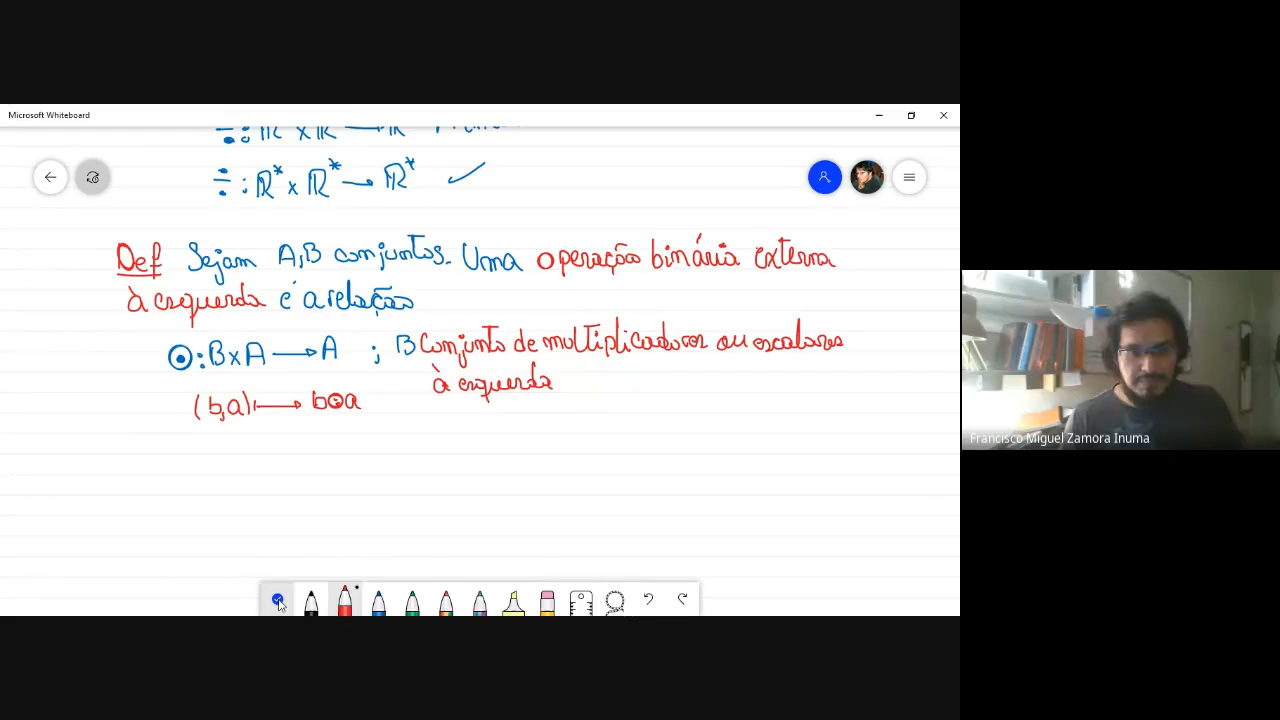 Microsoft Whiteboard
÷ : ℝ × ℝ → ℝ
÷ : ℝ* × ℝ* → ℝ* ✓
Def Sejam A, B conjuntos. Uma operação binária externa
à esquerda é a relação
⊙ : B × A → A ; B Conjunto de multiplicadores ou escalares
à esquerda
(b, a) ↦ b ⊙ a
Francisco Miguel Zamora Inuma